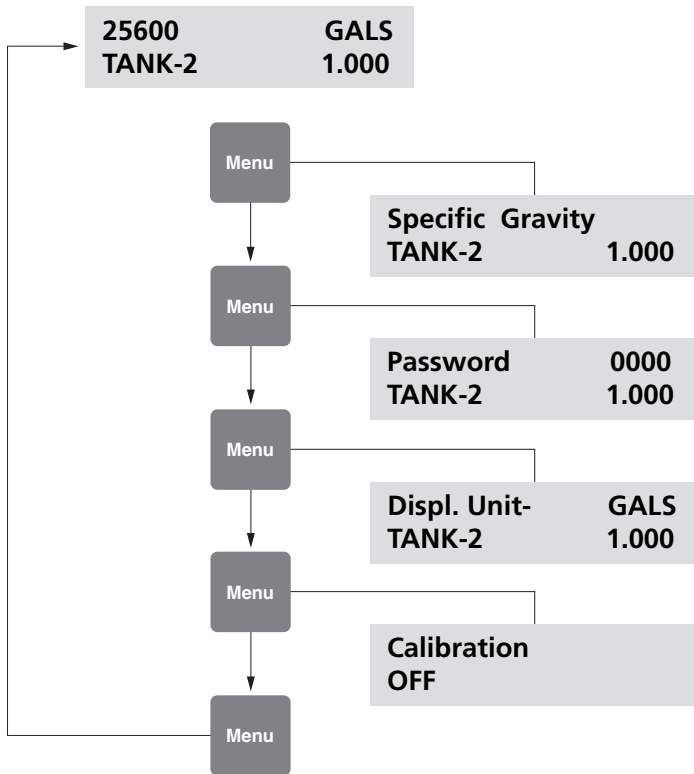 25600 GALS
TANK-2 1.000
Menu
Specific Gravity
TANK-2 1.000
Menu
Password 0000
TANK-2 1.000
Menu
Displ. Unit- GALS
TANK-2 1.000
Menu
Calibration
OFF
Menu